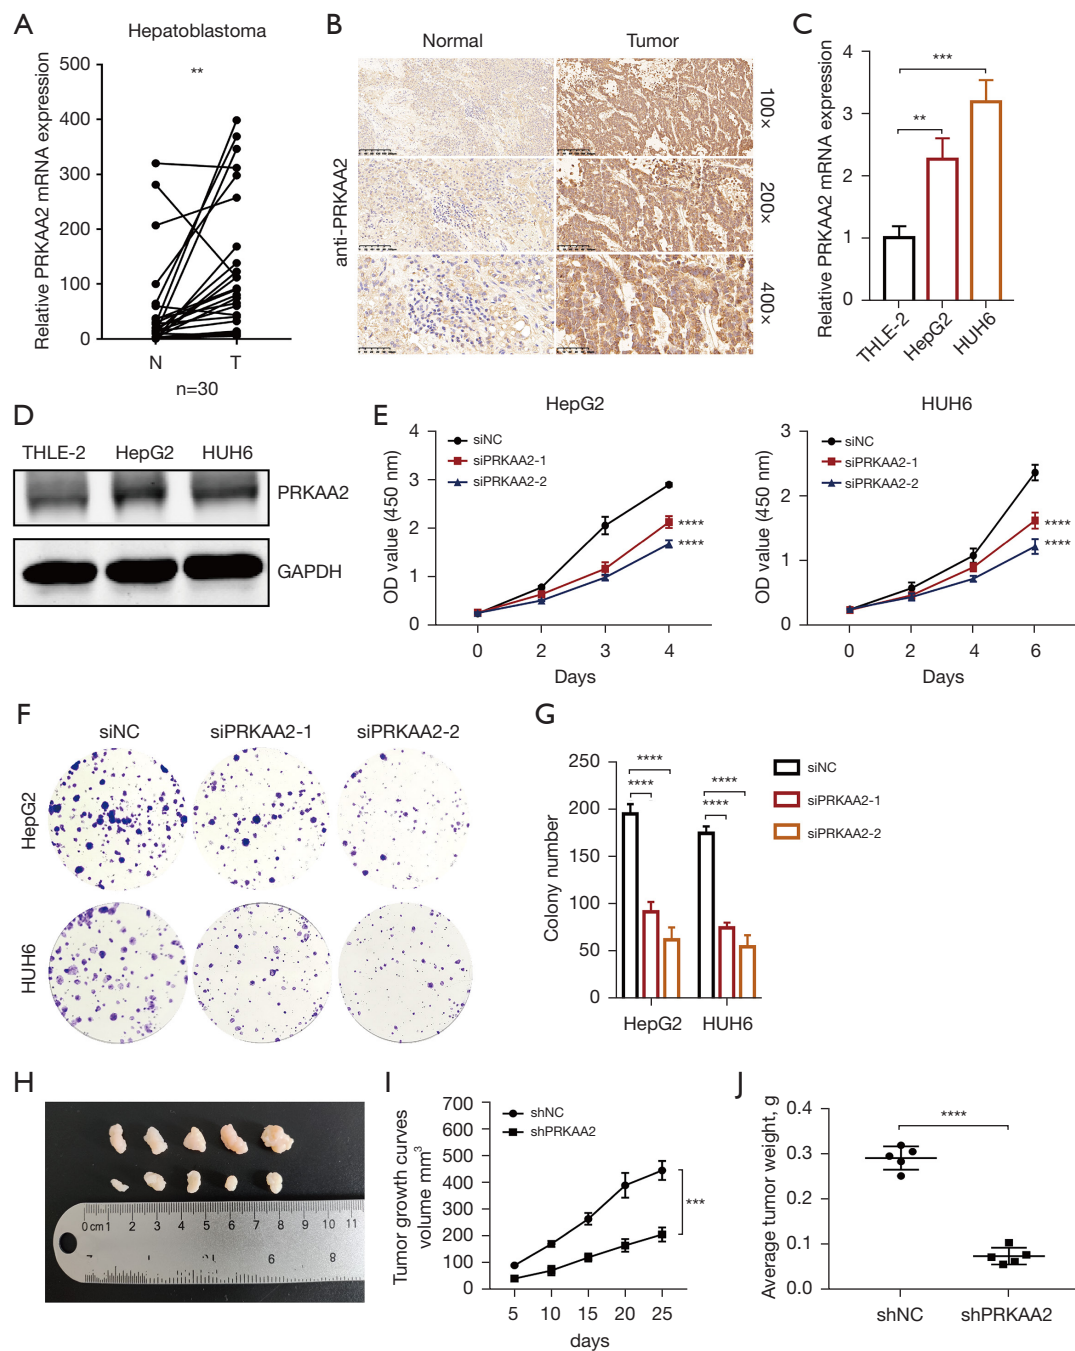 A
Hepatoblastoma
Relative PRKAA2 mRNA expression
500
400
300
200
100
0
**
N
T
n=30
B
Normal
Tumor
anti-PRKAA2
100×
200×
400×
C
Relative PRKAA2 mRNA expression
4
3
2
1
0
***
**
THLE-2
HepG2
HUH6
D
THLE-2 HepG2 HUH6
PRKAA2
GAPDH
E
HepG2
OD value (450 nm)
4
3
2
1
0
siNC
siPRKAA2-1
siPRKAA2-2
****
****
0 2 3 4
Days
HUH6
OD value (450 nm)
3
2
1
0
siNC
siPRKAA2-1
siPRKAA2-2
****
****
0 2 4 6
Days
F
siNC siPRKAA2-1 siPRKAA2-2
HepG2
HUH6
G
Colony number
250
200
150
100
50
0
****
****
****
****
HepG2 HUH6
siNC
siPRKAA2-1
siPRKAA2-2
H
0 cm 1 2 3 4 5 6 7 8 9 10 11
6 8
I
Tumor growth curves
volume mm³
700
600
500
400
300
200
100
0
shNC
shPRKAA2
***
5 10 15 20 25
days
J
Average tumor weight, g
0.4
0.3
0.2
0.1
0.0
****
shNC shPRKAA2